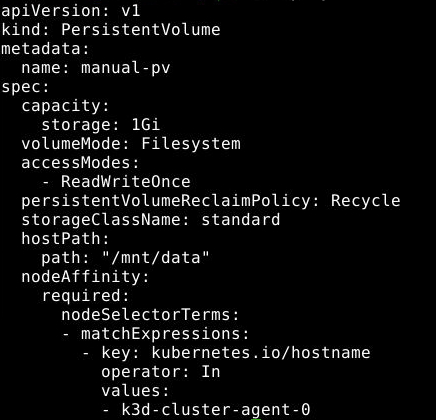 apiVersion: v1
kind: PersistentVolume
metadata:
  name: manual-pv
spec:
  capacity:
    storage: 1Gi
  volumeMode: Filesystem
  accessModes:
    - ReadWriteOnce
  persistentVolumeReclaimPolicy: Recycle
  storageClassName: standard
  hostPath:
    path: "/mnt/data"
  nodeAffinity:
    required:
      nodeSelectorTerms:
      - matchExpressions:
        - key: kubernetes.io/hostname
          operator: In
          values:
          - k3d-cluster-agent-0